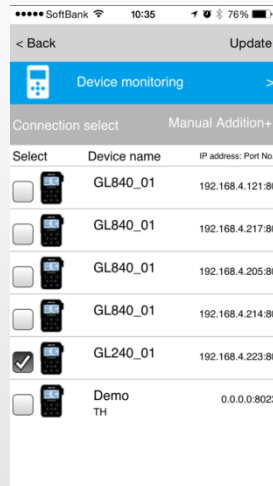 ●●●●● SoftBank 10:35 76%
< Back Update
Device monitoring >
Connection select Manual Addition+
Select Device name IP address: Port No.
GL840_01 192.168.4.121:80
GL840_01 192.168.4.217:80
GL840_01 192.168.4.205:80
GL840_01 192.168.4.214:80
GL240_01 192.168.4.223:80
Demo 0.0.0.0:8023
TH